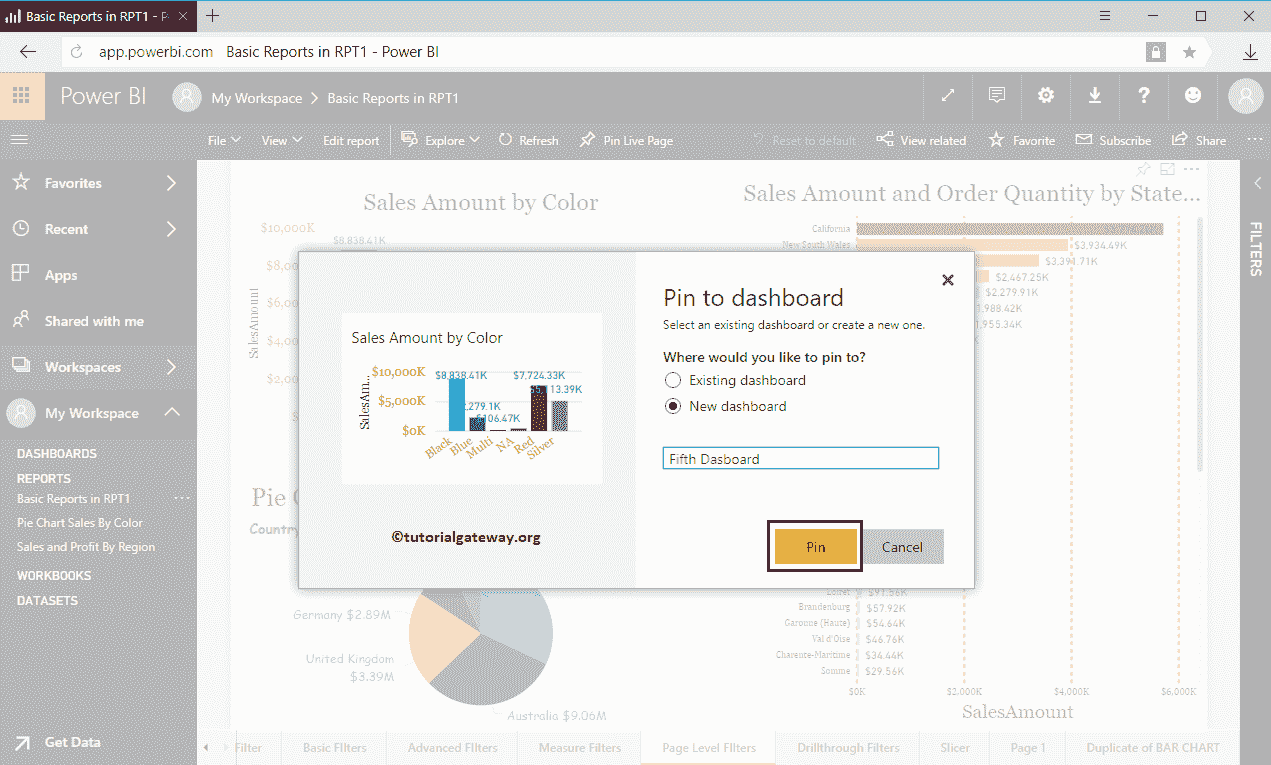 Basic Reports in RPT1 - P
app.powerbi.com Basic Reports in RPT1 - Power BI
Power BI My Workspace > Basic Reports in RPT1
File View Edit report Explore Refresh Pin Live Page Reset to default View related Favorite Subscribe Share
Favorites
Recent
Apps
Shared with me
Workspaces
My Workspace
DASHBOARDS
REPORTS
Basic Reports in RPT1
Pie Chart Sales By Color
Sales and Profit By Region
WORKBOOKS
DATASETS
Get Data
Sales Amount by Color
$10,000K
$8,838.41K
SalesAmount
Sales Amount and Order Quantity by State...
California
New South Wales $3,934.49K
$3,391.71K
$2,467.25K
$2,279.91K
,988.42K
,955.34K
FILTERS
Sales Amount by Color
SalesAm...
$10,000K
$5,000K
$0K
$8,838.41K
$7,724.33K
13.39K
,279.1K
$106.47K
Black
Blue
Multi
NA
Red
Silver
©tutorialgateway.org
Pin to dashboard
Select an existing dashboard or create a new one.
Where would you like to pin to?
Existing dashboard
New dashboard
Fifth Dasboard
Pin Cancel
Pie
Country
Germany $2.89M
United Kingdom
$3.39M
Australia $9.06M
Loiret $91.56K
Brandenburg $57.92K
Garonne (Haute) $54.64K
Val d'Oise $46.76K
Charente-Maritime $34.44K
Somme $29.56K
$0K $2,000K $4,000K $6,000K
SalesAmount
Filter Basic FIlters Advanced FIlters Measure Filters Page Level FIlters Drillthrough Filters Slicer Page 1 Duplicate of BAR CHART